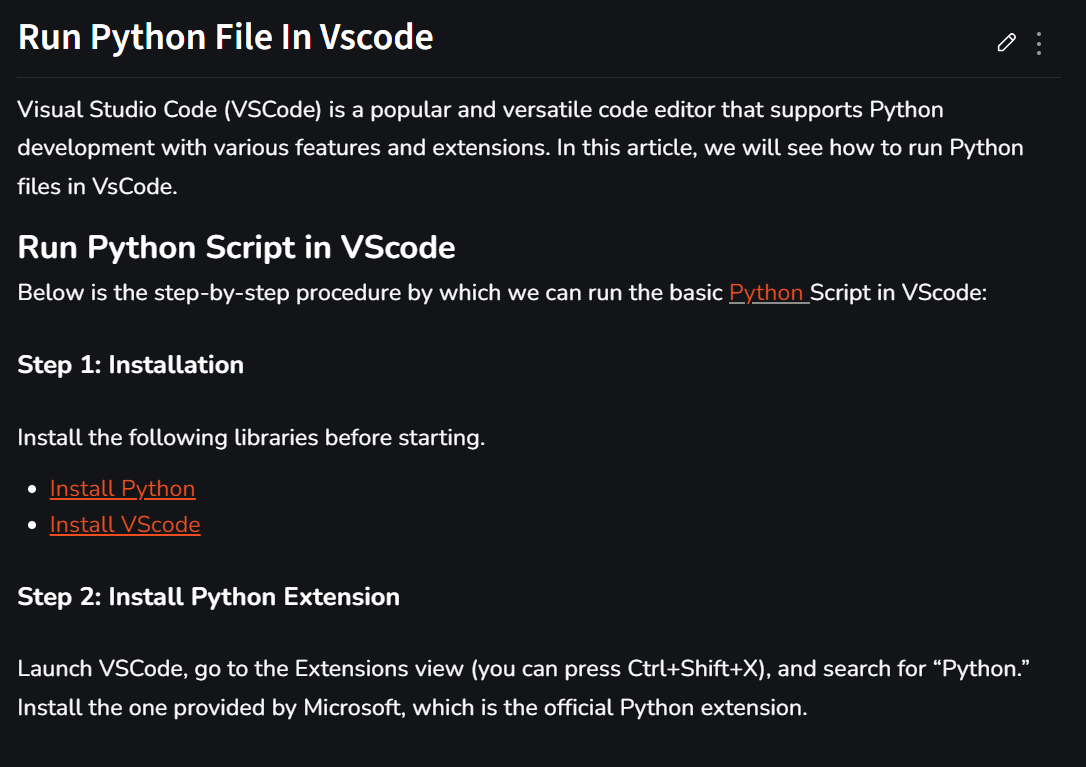 Run Python File In Vscode
Visual Studio Code (VSCode) is a popular and versatile code editor that supports Python
development with various features and extensions. In this article, we will see how to run Python
files in VsCode.
Run Python Script in VScode
Below is the step-by-step procedure by which we can run the basic Python Script in VScode:
Step 1: Installation
Install the following libraries before starting.
Install Python
Install VScode
Step 2: Install Python Extension
Launch VSCode, go to the Extensions view (you can press Ctrl+Shift+X), and search for “Python.”
Install the one provided by Microsoft, which is the official Python extension.